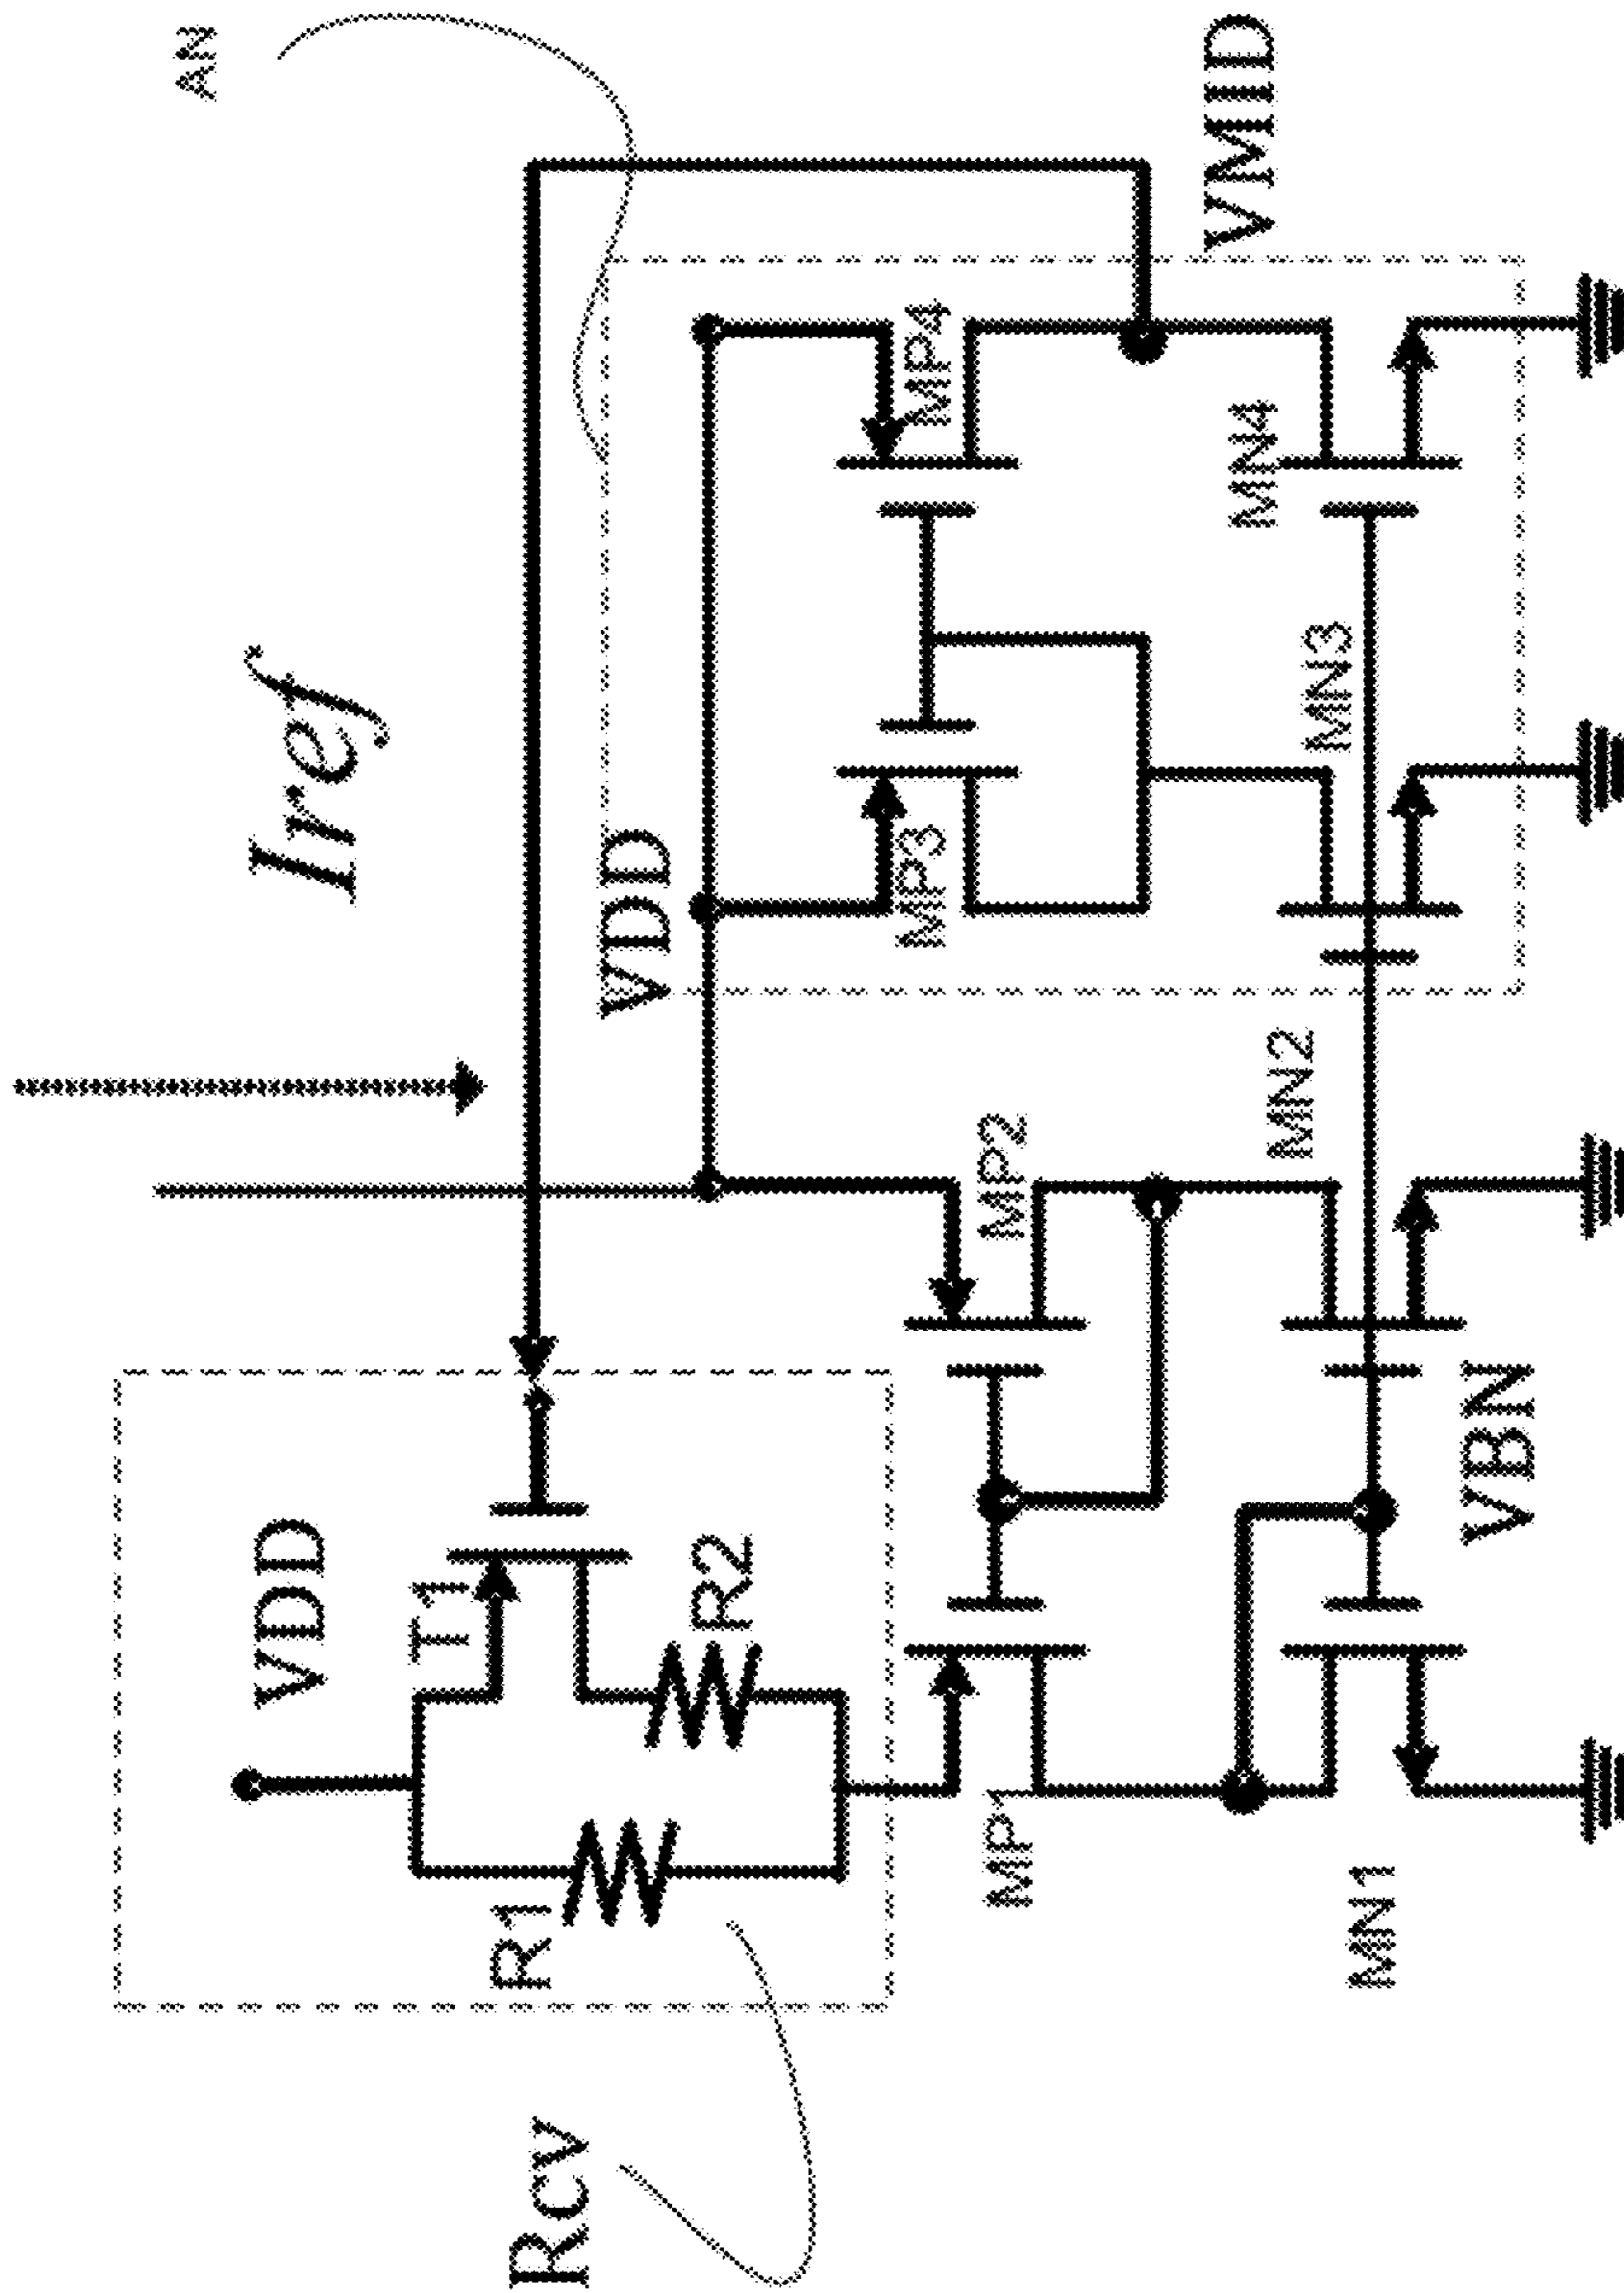 AN
Iref
VDD
VDD
T1
R1
R2
Rcv
MP3
MP4
VMID
MP1
MP2
MN3
MN4
MN1
MN2
VBN